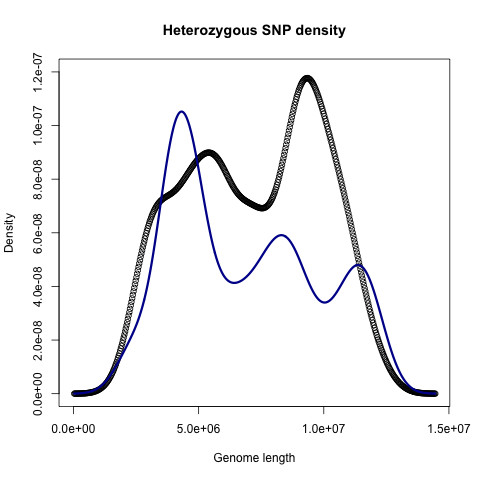 Heterozygous SNP density
Density
1.2e-07
1.0e-07
8.0e-08
6.0e-08
4.0e-08
2.0e-08
0.0e+00
0.0e+00 5.0e+06 1.0e+07 1.5e+07
Genome length